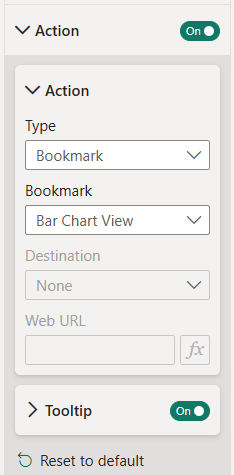 Action On
Action
Type
Bookmark
Bookmark
Bar Chart View
Destination
None
Web URL
fx
Tooltip On
Reset to default